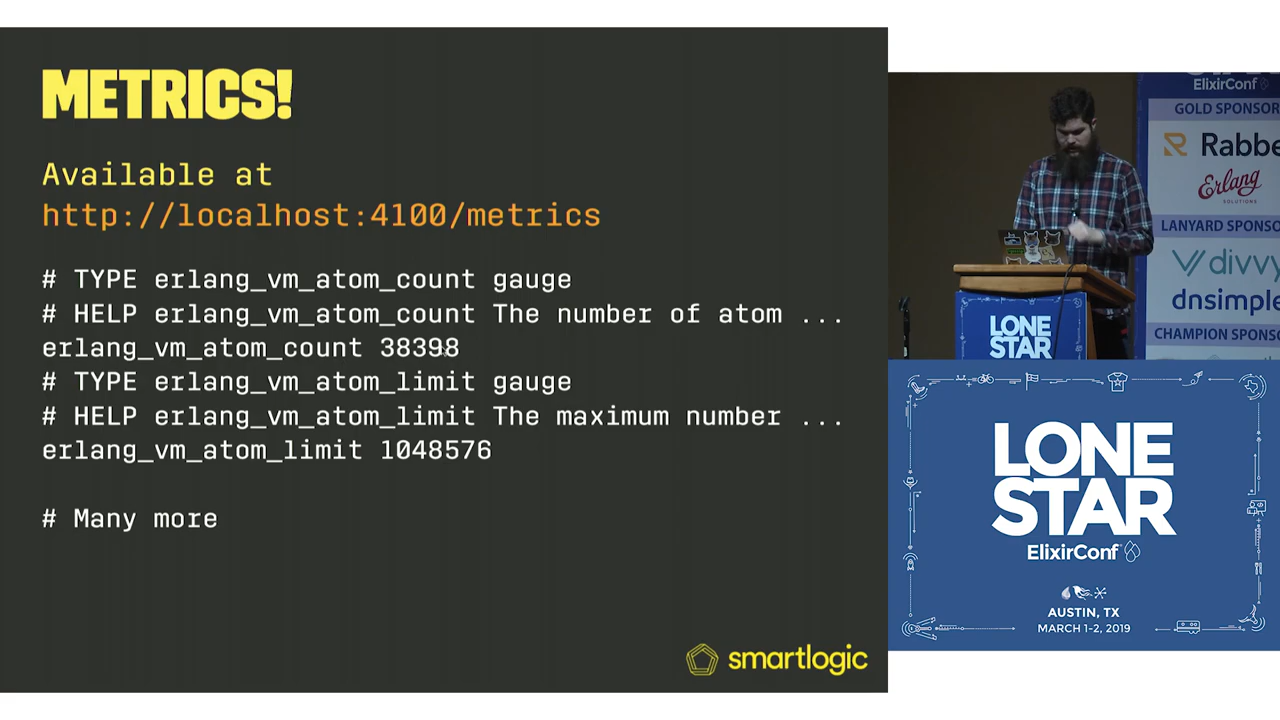 METRICS!
Available at
http://localhost:4100/metrics
# TYPE erlang_vm_atom_count gauge
# HELP erlang_vm_atom_count The number of atom ...
erlang_vm_atom_count 38398
# TYPE erlang_vm_atom_limit gauge
# HELP erlang_vm_atom_limit The maximum number ...
erlang_vm_atom_limit 1048576
# Many more
smartlogic
ElixirConf
GOLD SPONSOR
Rabbe
Erlang
SOLUTIONS
LANYARD SPONSO
divvy
dnsimple
CHAMPION SPONS
LONE
STAR
LONE
STAR
ElixirConf
AUSTIN, TX
MARCH 1-2, 2019